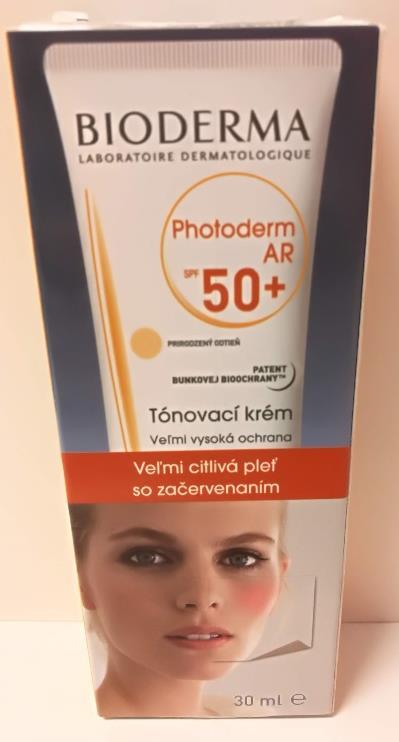 BIODERMA
LABORATOIRE DERMATOLOGIQUE
Photoderm
AR
SPF 50+
PRIRODZENÝ ODTIEŇ
PATENT
BUNKOVEJ BIOOCHRANY™
Tónovací krém
Veľmi vysoká ochrana
Veľmi citlivá pleť
so začervenaním
30 ml e